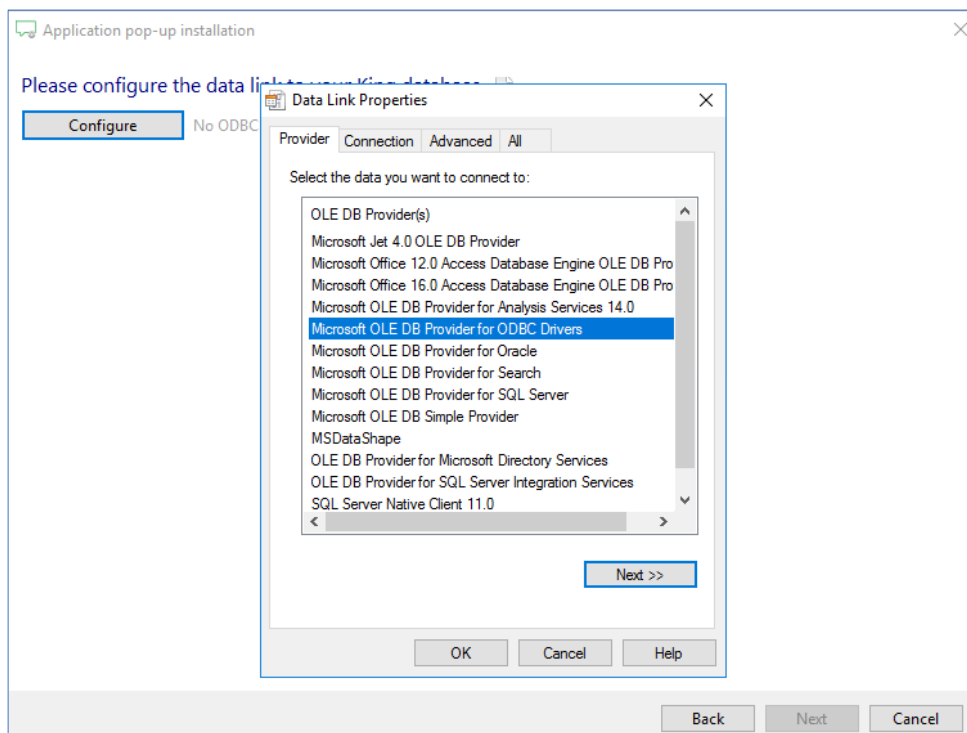 Application pop-up installation
Please configure the data link to your King database
Configure
No ODBC
Data Link Properties
Provider
Connection
Advanced
All
Select the data you want to connect to:
OLE DB Provider(s)
Microsoft Jet 4.0 OLE DB Provider
Microsoft Office 12.0 Access Database Engine OLE DB Pro
Microsoft Office 16.0 Access Database Engine OLE DB Pro
Microsoft OLE DB Provider for Analysis Services 14.0
Microsoft OLE DB Provider for ODBC Drivers
Microsoft OLE DB Provider for Oracle
Microsoft OLE DB Provider for Search
Microsoft OLE DB Provider for SQL Server
Microsoft OLE DB Simple Provider
MSDataShape
OLE DB Provider for Microsoft Directory Services
OLE DB Provider for SQL Server Integration Services
SQL Server Native Client 11.0
Next >>
OK
Cancel
Help
Back
Next
Cancel